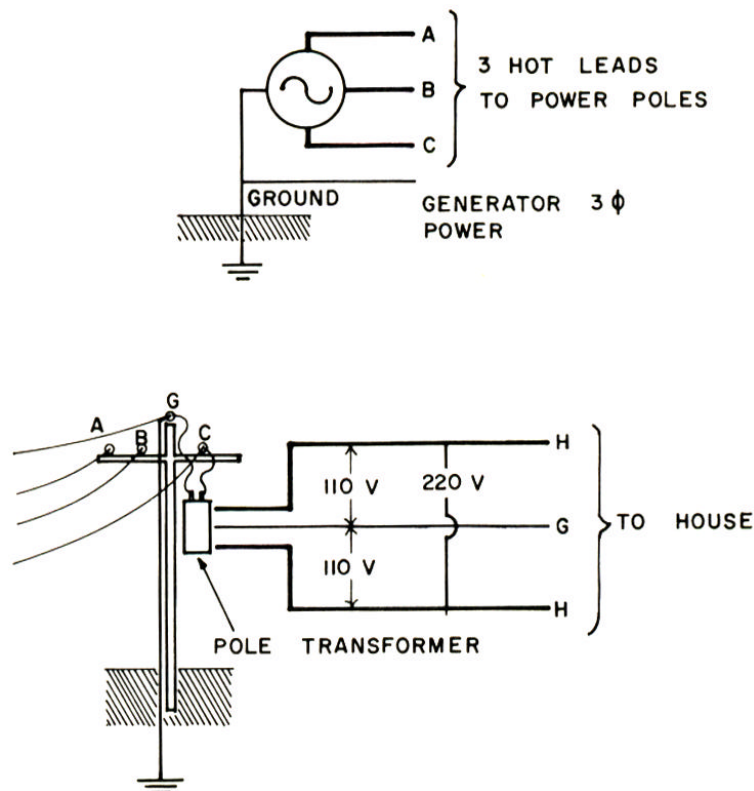 A
3 HOT LEADS
B
TO POWER POLES
C
GROUND
GENERATOR 3 ϕ
POWER
G
A
B
C
H
110 V
220 V
G
TO HOUSE
110 V
H
POLE TRANSFORMER